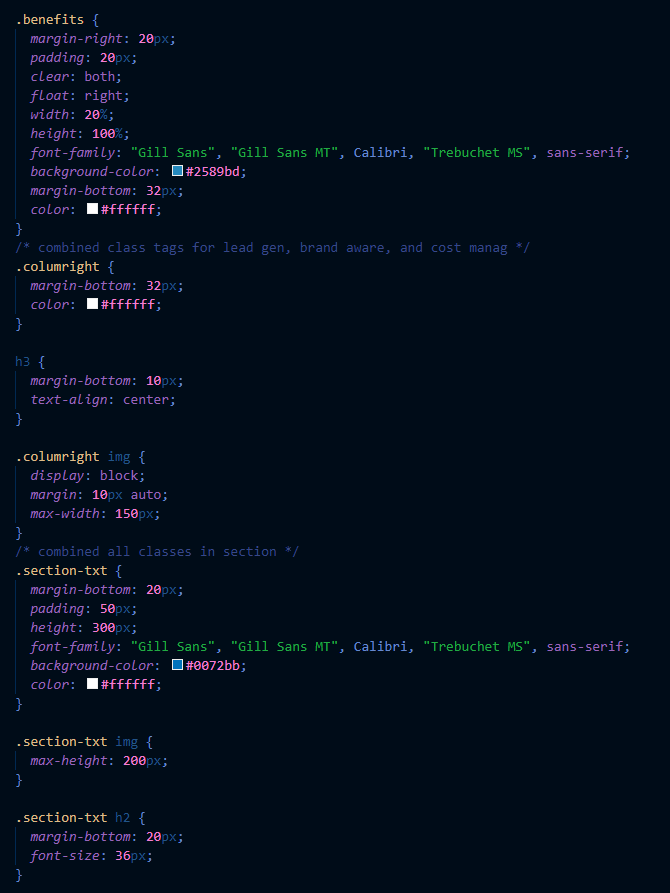 .benefits {
margin-right: 20px;
padding: 20px;
clear: both;
float: right;
width: 20%;
height: 100%;
font-family: "Gill Sans", "Gill Sans MT", Calibri, "Trebuchet MS", sans-serif;
background-color: #2589bd;
margin-bottom: 32px;
color: #ffffff;
}
/* combined class tags for lead gen, brand aware, and cost manag */
.columright {
margin-bottom: 32px;
color: #ffffff;
}
h3 {
margin-bottom: 10px;
text-align: center;
}
.columright img {
display: block;
margin: 10px auto;
max-width: 150px;
}
/* combined all classes in section */
.section-txt {
margin-bottom: 20px;
padding: 50px;
height: 300px;
font-family: "Gill Sans", "Gill Sans MT", Calibri, "Trebuchet MS", sans-serif;
background-color: #0072bb;
color: #ffffff;
}
.section-txt img {
max-height: 200px;
}
.section-txt h2 {
margin-bottom: 20px;
font-size: 36px;
}